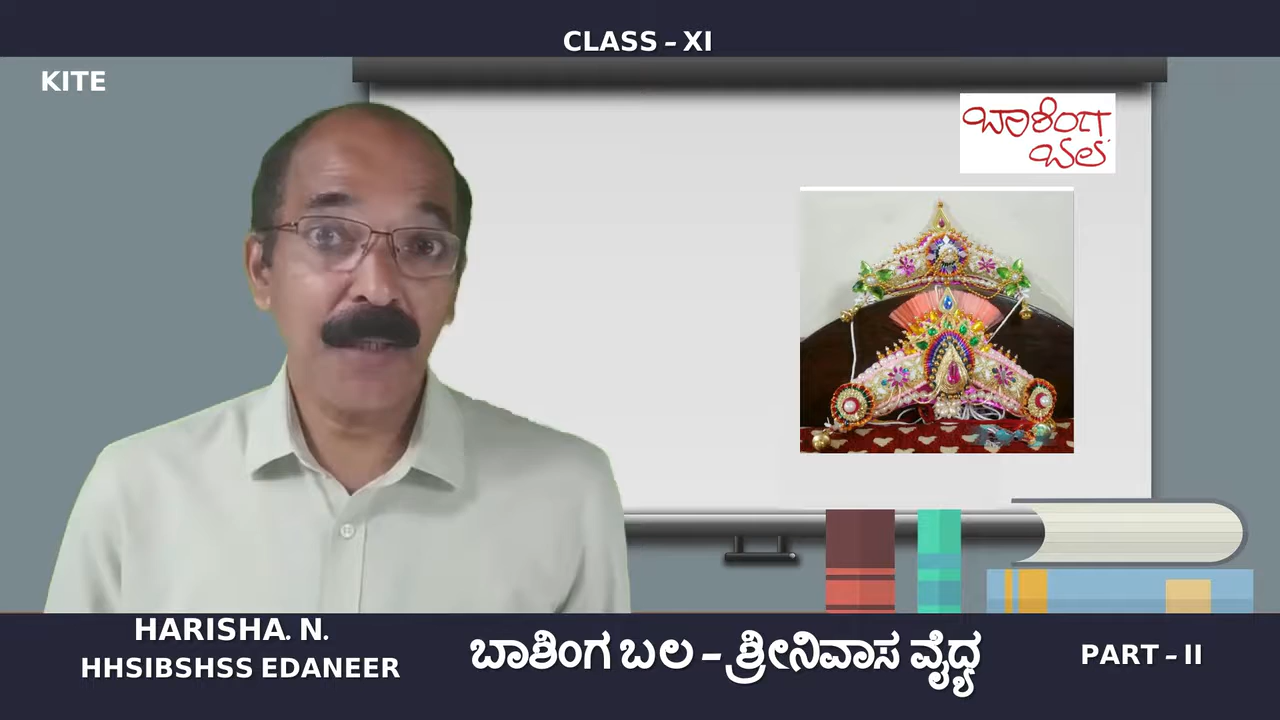 CLASS – XI
KITE
ಬಾಶಿಂಗ
ಬಲ
HARISHA. N.
HHSIBSHSS EDANEER
ಬಾಶಿಂಗ ಬಲ – ಶ್ರೀನಿವಾಸ ವೈದ್ಯ
PART – II